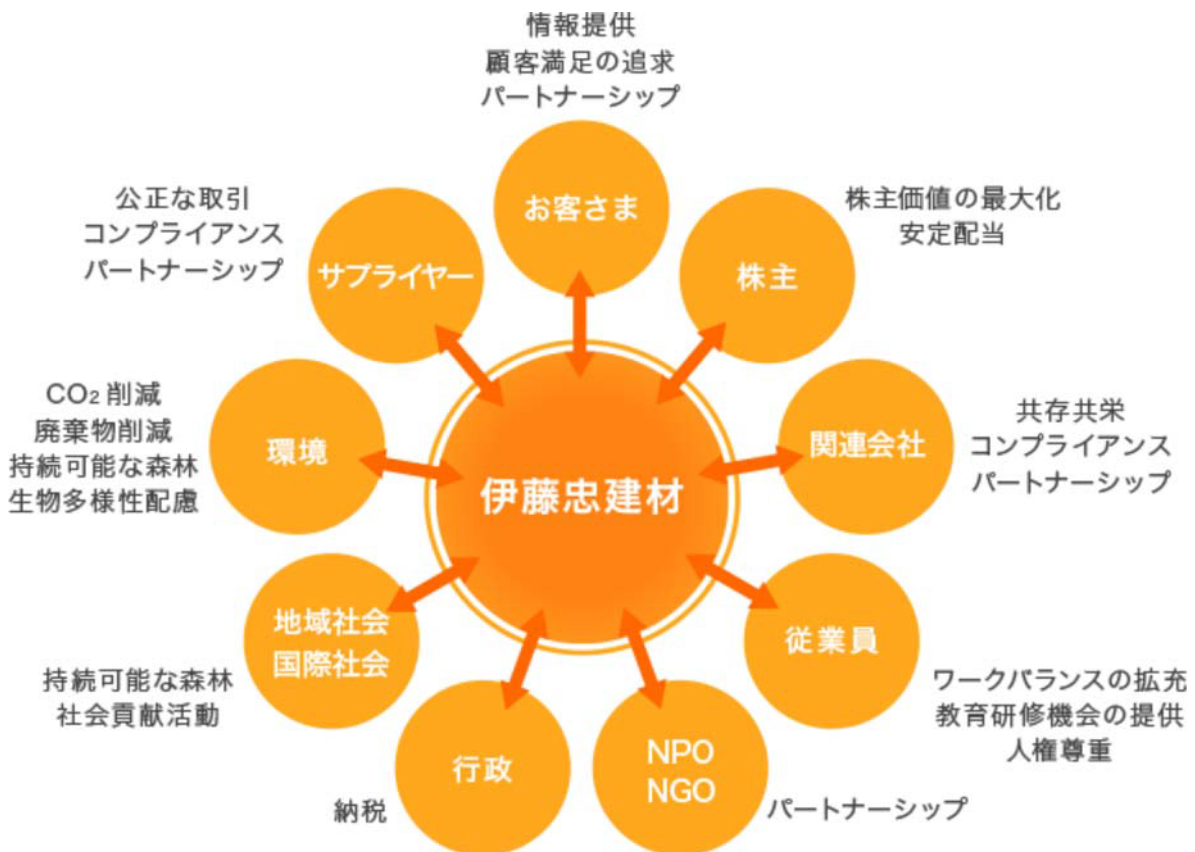 情報提供
顧客満足の追求
パートナーシップ
お客さま
株主価値の最大化
安定配当
株主
共存共栄
コンプライアンス
パートナーシップ
関連会社
従業員
ワークバランスの拡充
教育研修機会の提供
人権尊重
NPO
NGO
パートナーシップ
行政
納税
地域社会
国際社会
持続可能な森林
社会貢献活動
環境
CO₂削減
廃棄物削減
持続可能な森林
生物多様性配慮
サプライヤー
公正な取引
コンプライアンス
パートナーシップ
伊藤忠建材